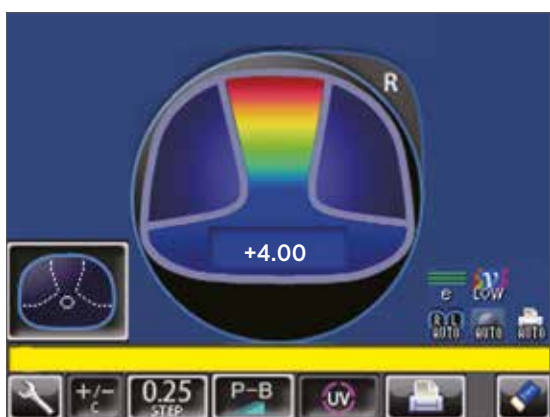 R
+4.00
e LOW
R L AUTO AUTO AUTO
+/- 0.25 P-B UV
C STEP